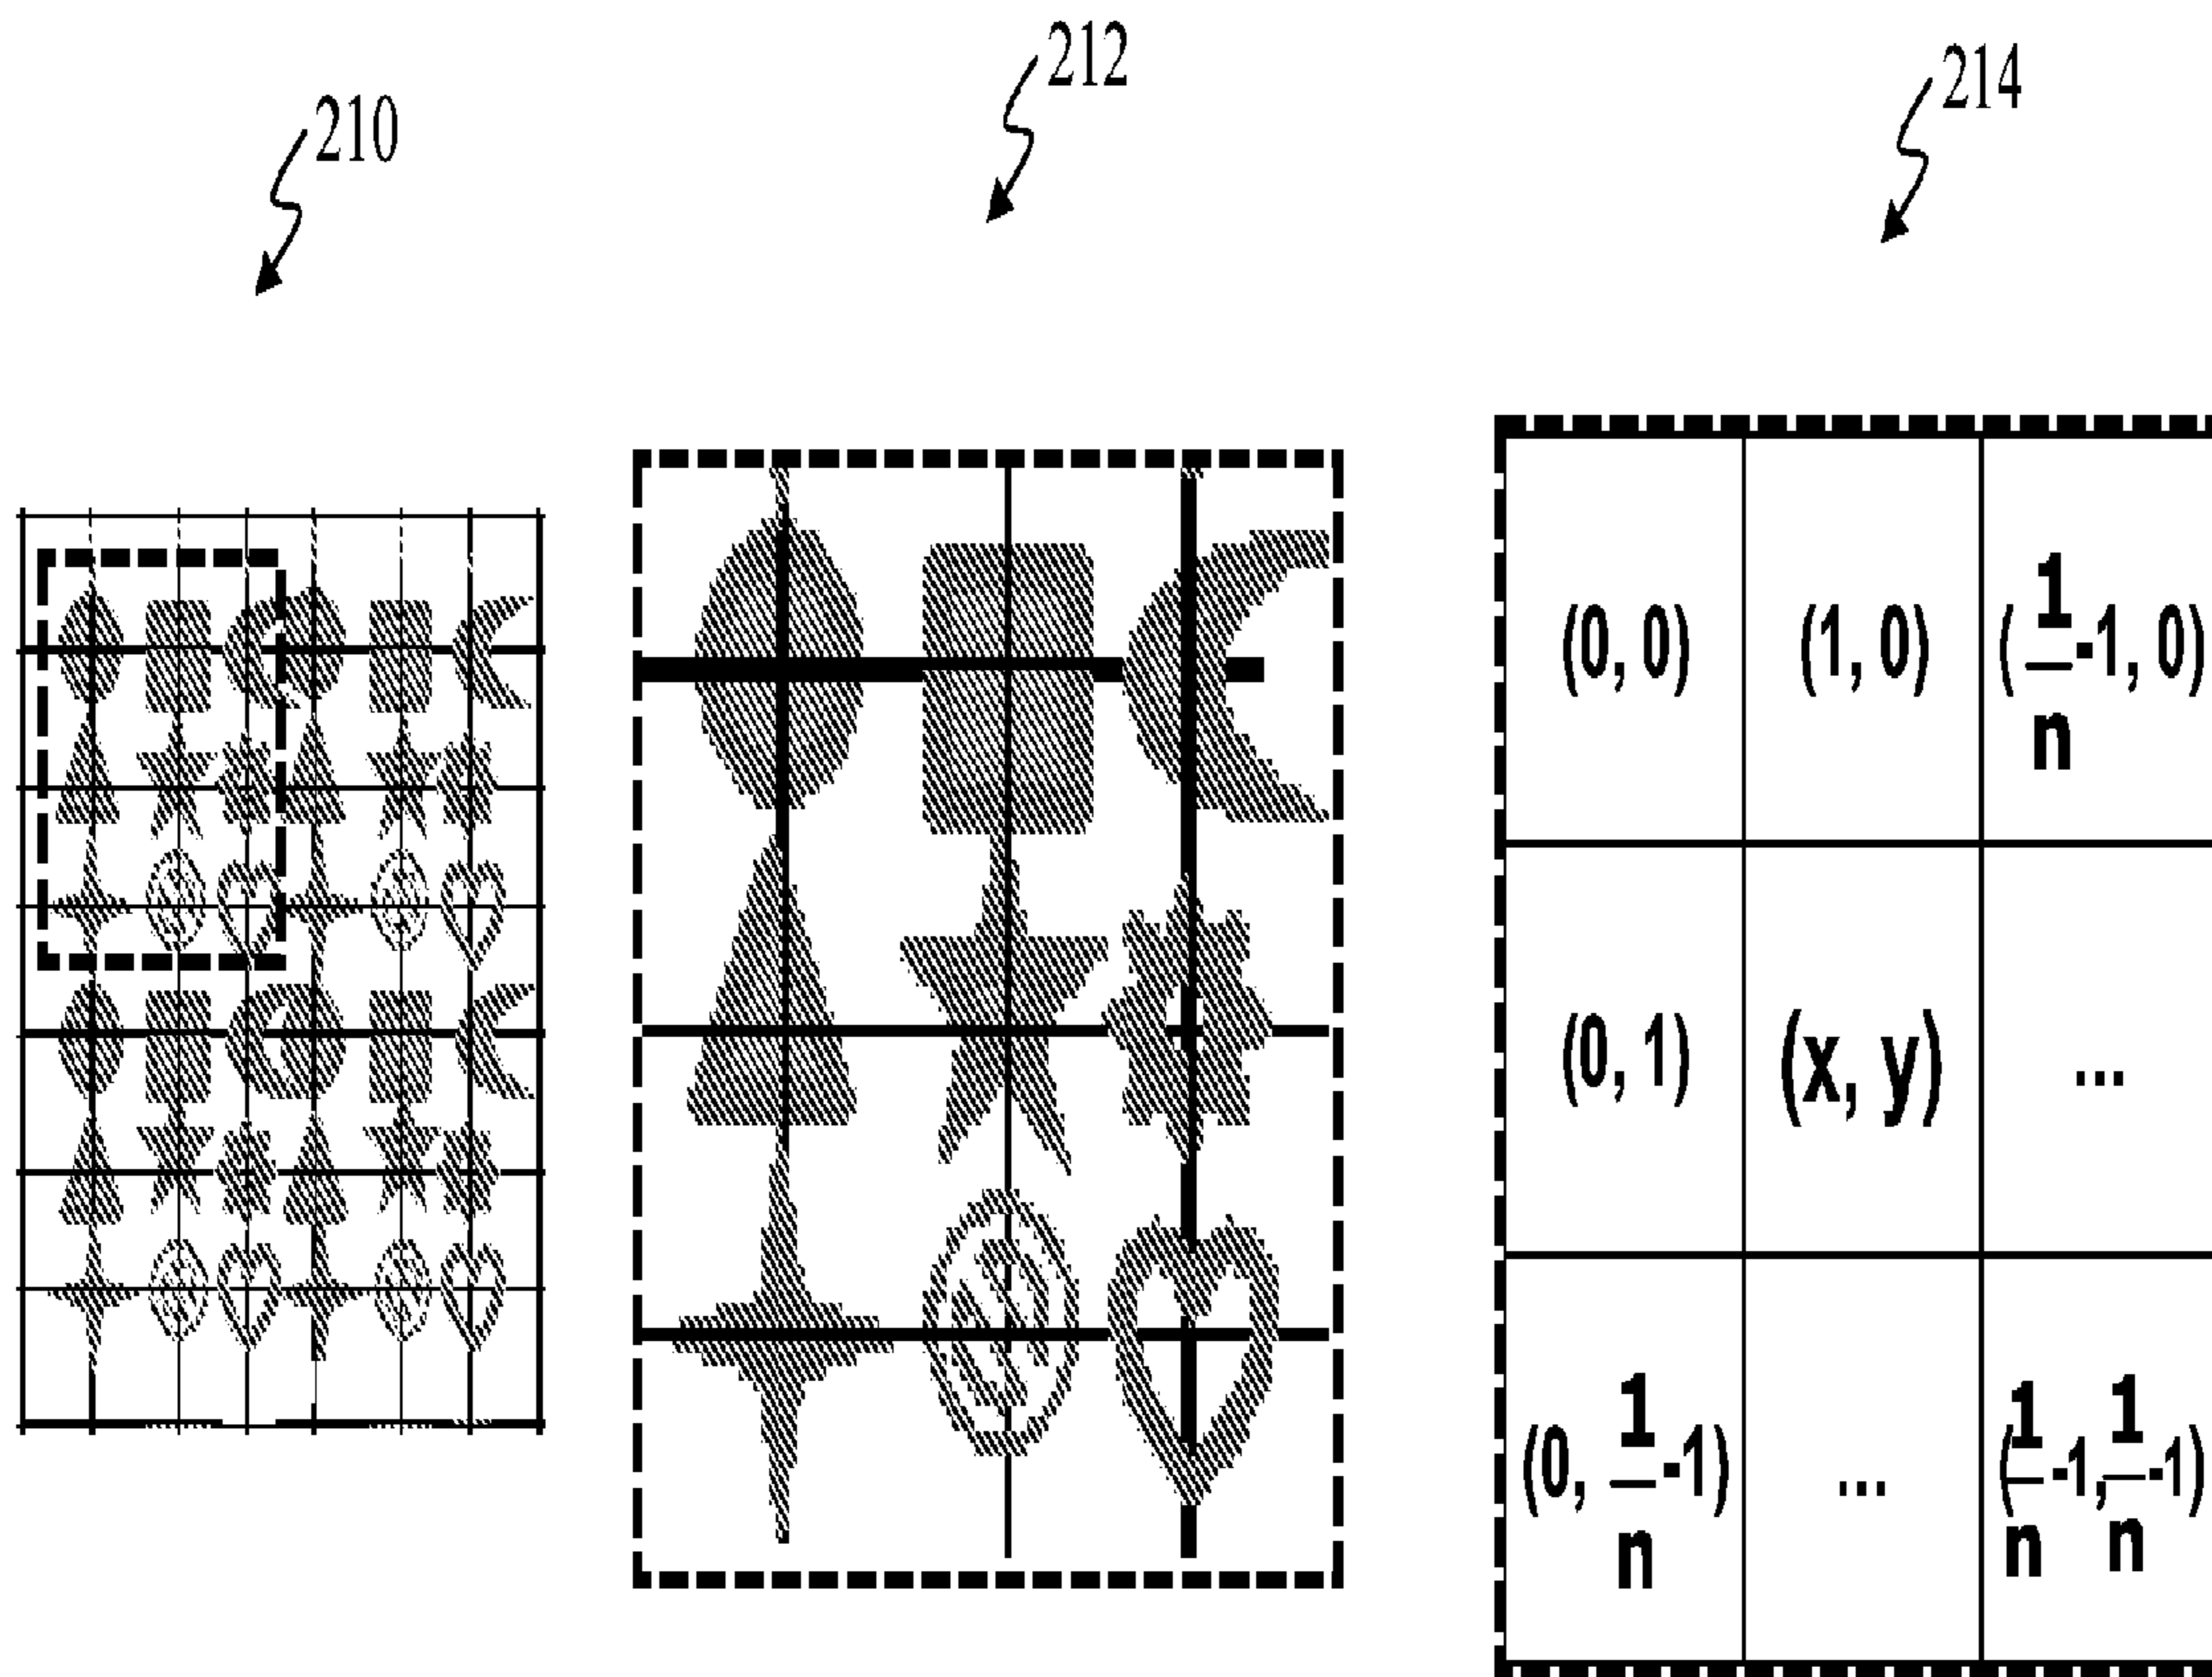 210
212
214
(0, 0) (1, 0) (1/n-1, 0)
(0, 1) (x, y) ...
(0, 1/n-1) ... (1/n-1, 1/n-1)